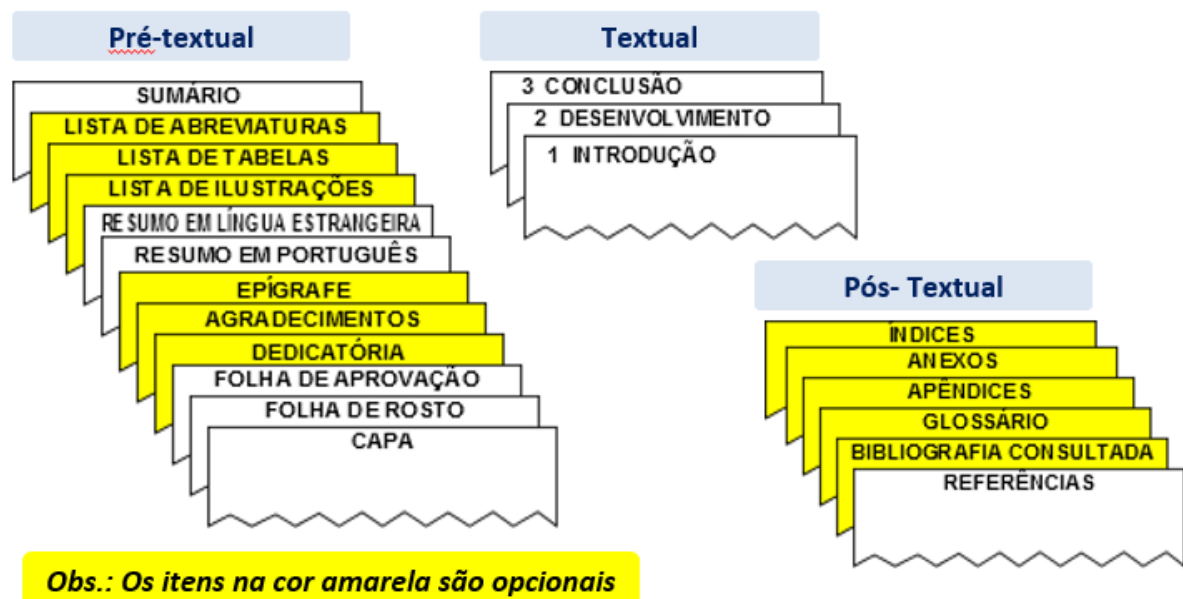 Pré-textual
SUMÁRIO
LISTA DE ABREVIATURAS
LISTA DE TABELAS
LISTA DE ILUSTRAÇÕES
RESUMO EM LÍNGUA ESTRANGEIRA
RESUMO EM PORTUGUÊS
EPÍGRAFE
AGRADECIMENTOS
DEDICATÓRIA
FOLHA DE APROVAÇÃO
FOLHA DE ROSTO
CAPA
Textual
3 CONCLUSÃO
2 DESENVOLVIMENTO
1 INTRODUÇÃO
Pós- Textual
ÍNDICES
ANEXOS
APÊNDICES
GLOSSÁRIO
BIBLIOGRAFIA CONSULTADA
REFERÊNCIAS
Obs.: Os itens na cor amarela são opcionais